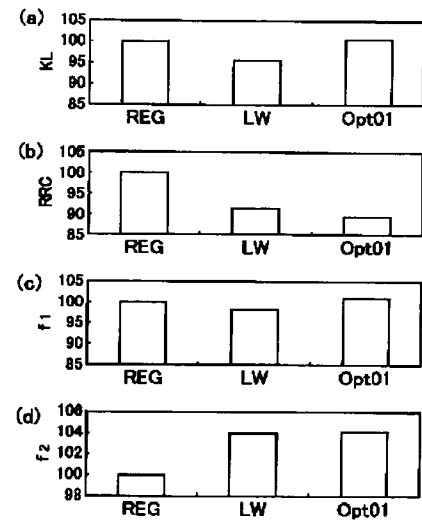 (a)
KL
105
100
95
90
85
REG LW Opt01
(b)
RRC
105
100
95
90
85
REG LW Opt01
(c)
f1
105
100
95
90
85
REG LW Opt01
(d)
f2
106
104
102
100
98
REG LW Opt01